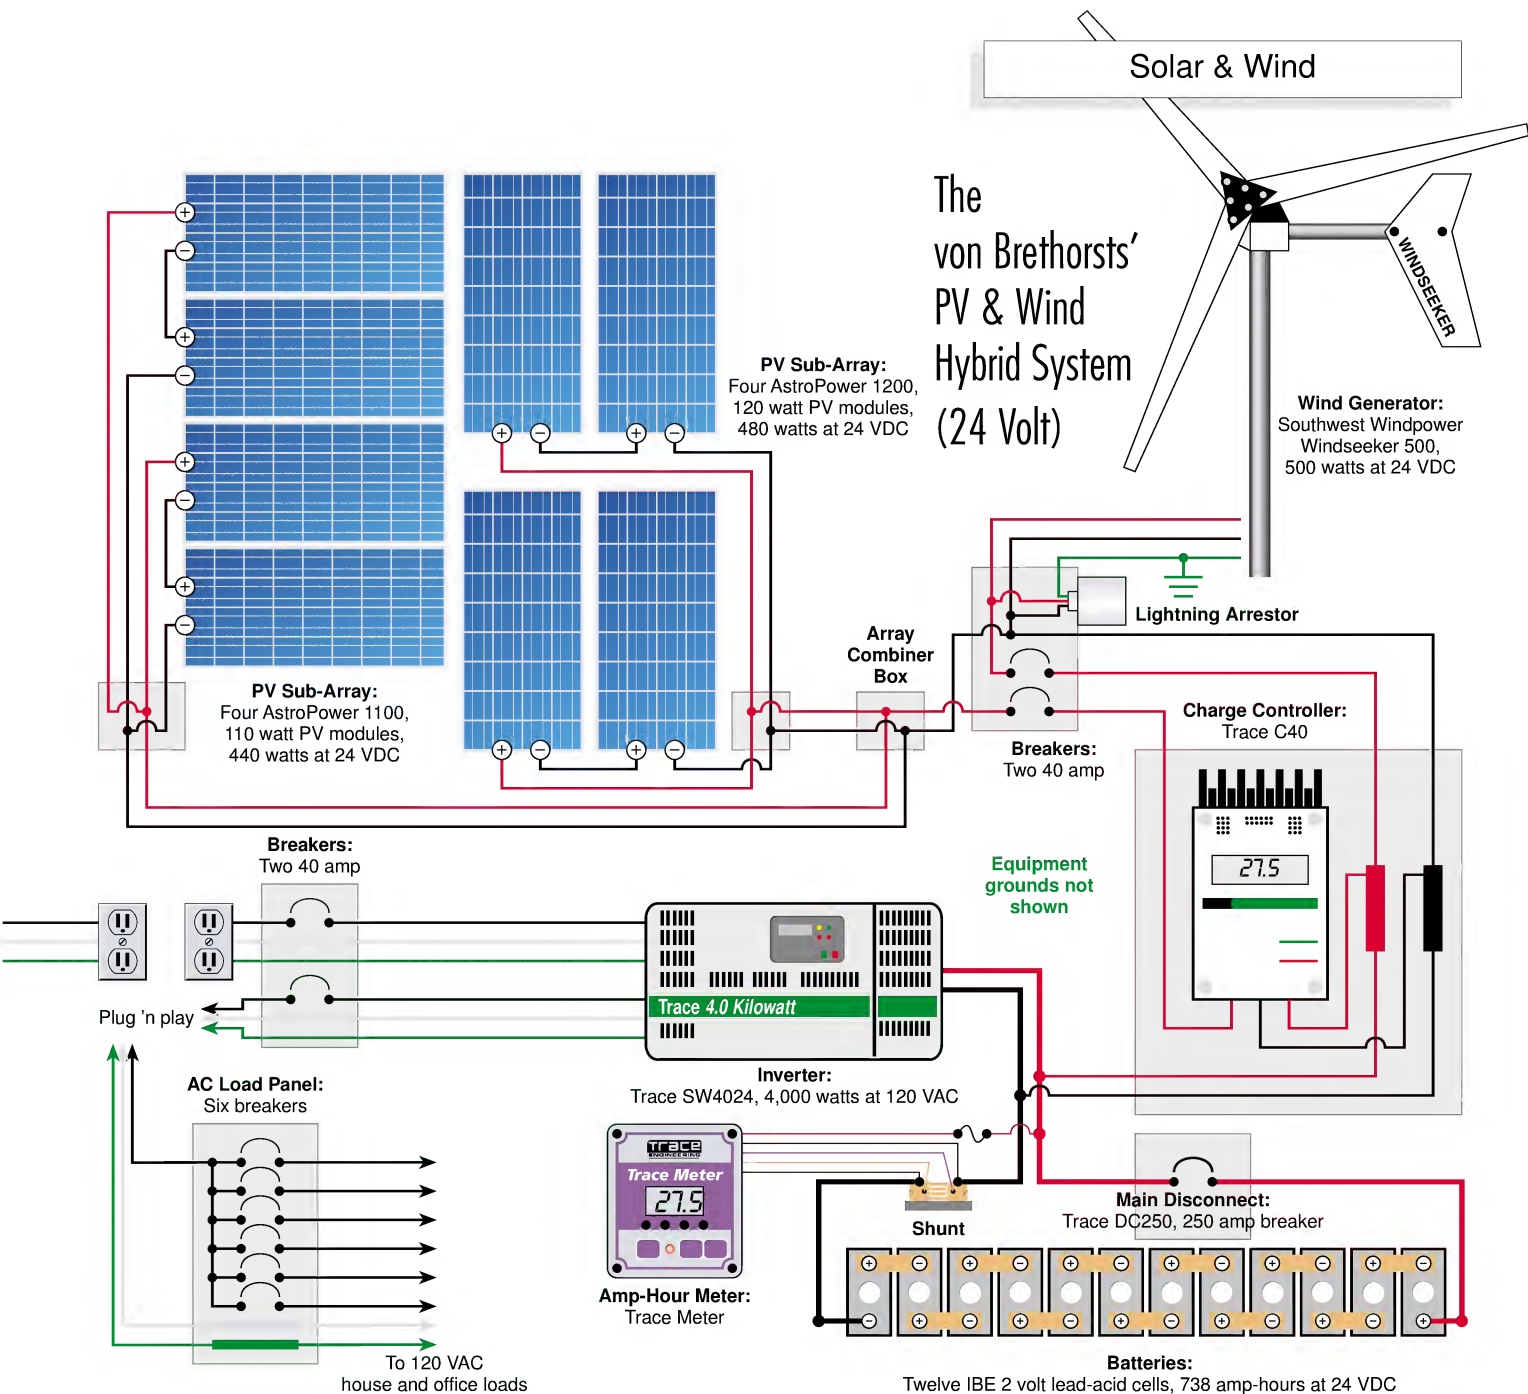 Solar & Wind
The
von Brethorsts’
PV & Wind
Hybrid System
(24 Volt)
WINDSEEKER
PV Sub-Array:
Four AstroPower 1200,
120 watt PV modules,
480 watts at 24 VDC
Wind Generator:
Southwest Windpower
Windseeker 500,
500 watts at 24 VDC
Lightning Arrestor
Array
Combiner
Box
PV Sub-Array:
Four AstroPower 1100,
110 watt PV modules,
440 watts at 24 VDC
Breakers:
Two 40 amp
Charge Controller:
Trace C40
27.5
Breakers:
Two 40 amp
Equipment
grounds not
shown
Trace 4.0 Kilowatt
Plug ’n play
Inverter:
Trace SW4024, 4,000 watts at 120 VAC
AC Load Panel:
Six breakers
Trace
ENGINEERING
Trace Meter
27.5
Shunt
Main Disconnect:
Trace DC250, 250 amp breaker
Amp-Hour Meter:
Trace Meter
To 120 VAC
house and office loads
Batteries:
Twelve IBE 2 volt lead-acid cells, 738 amp-hours at 24 VDC